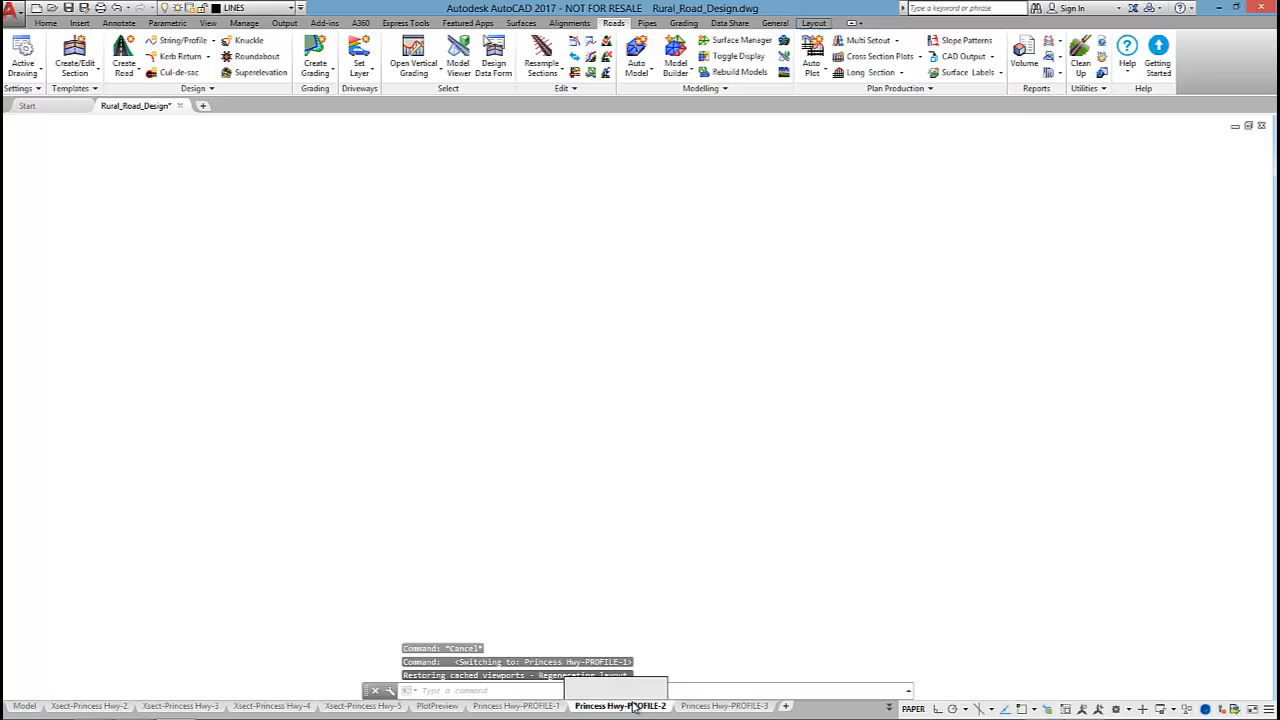 Autodesk AutoCAD 2017 - NOT FOR RESALE Rural_Road_Design.dwg
LINES
Type a keyword or phrase
Sign In
Home Insert Annotate Parametric View Manage Output Add-ins A360 Express Tools Featured Apps Surfaces Alignments Roads Pipes Grading Data Share General Layout
String/Profile Knuckle Surface Manager Multi Setout Slope Patterns
Kerb Return Roundabout Toggle Display Cross Section Plots CAD Output
Cul-de-sac Superelevation Rebuild Models Long Section Surface Labels
Active Drawing
Create/Edit Section
Create Road
Create Grading
Set Layer
Open Vertical Grading
Model Viewer
Design Data Form
Resample Sections
Auto Model
Model Builder
Auto Plot
Volume
Clean Up
Help
Getting Started
Settings Templates Design Grading Driveways Select Edit Modelling Plan Production Reports Utilities Help
Start Rural_Road_Design*
Command: *Cancel*
Command: <Switching to: Princess Hwy-PROFILE-1>
Restoring cached viewports - Regenerating layout.
Type a command
Model Xsect-Princess Hwy-2 Xsect-Princess Hwy-3 Xsect-Princess Hwy-4 Xsect-Princess Hwy-5 PlotPreview Princess Hwy-PROFILE-1 Princess Hwy-PROFILE-2 Princess Hwy-PROFILE-3 PAPER